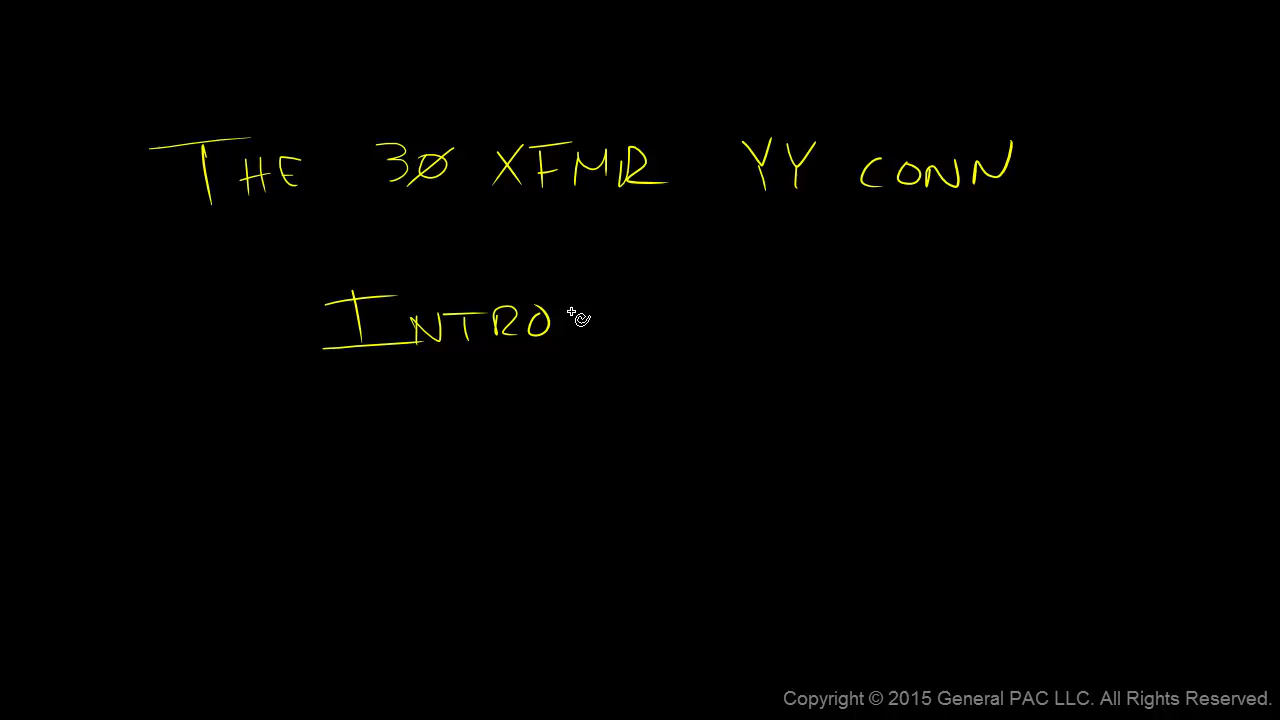 THE 3Ø XFMR YY CONN
INTRO
Copyright © 2015 General PAC LLC. All Rights Reserved.